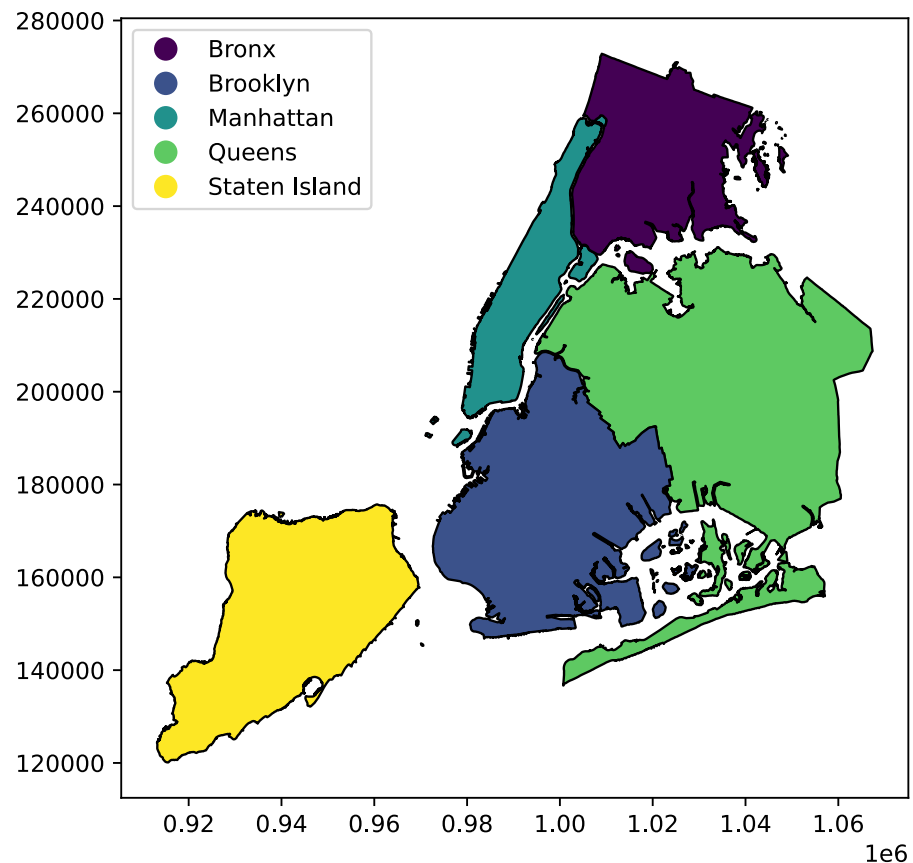 280000
260000
240000
220000
200000
180000
160000
140000
120000
Bronx
Brooklyn
Manhattan
Queens
Staten Island
0.92 0.94 0.96 0.98 1.00 1.02 1.04 1.06
1e6